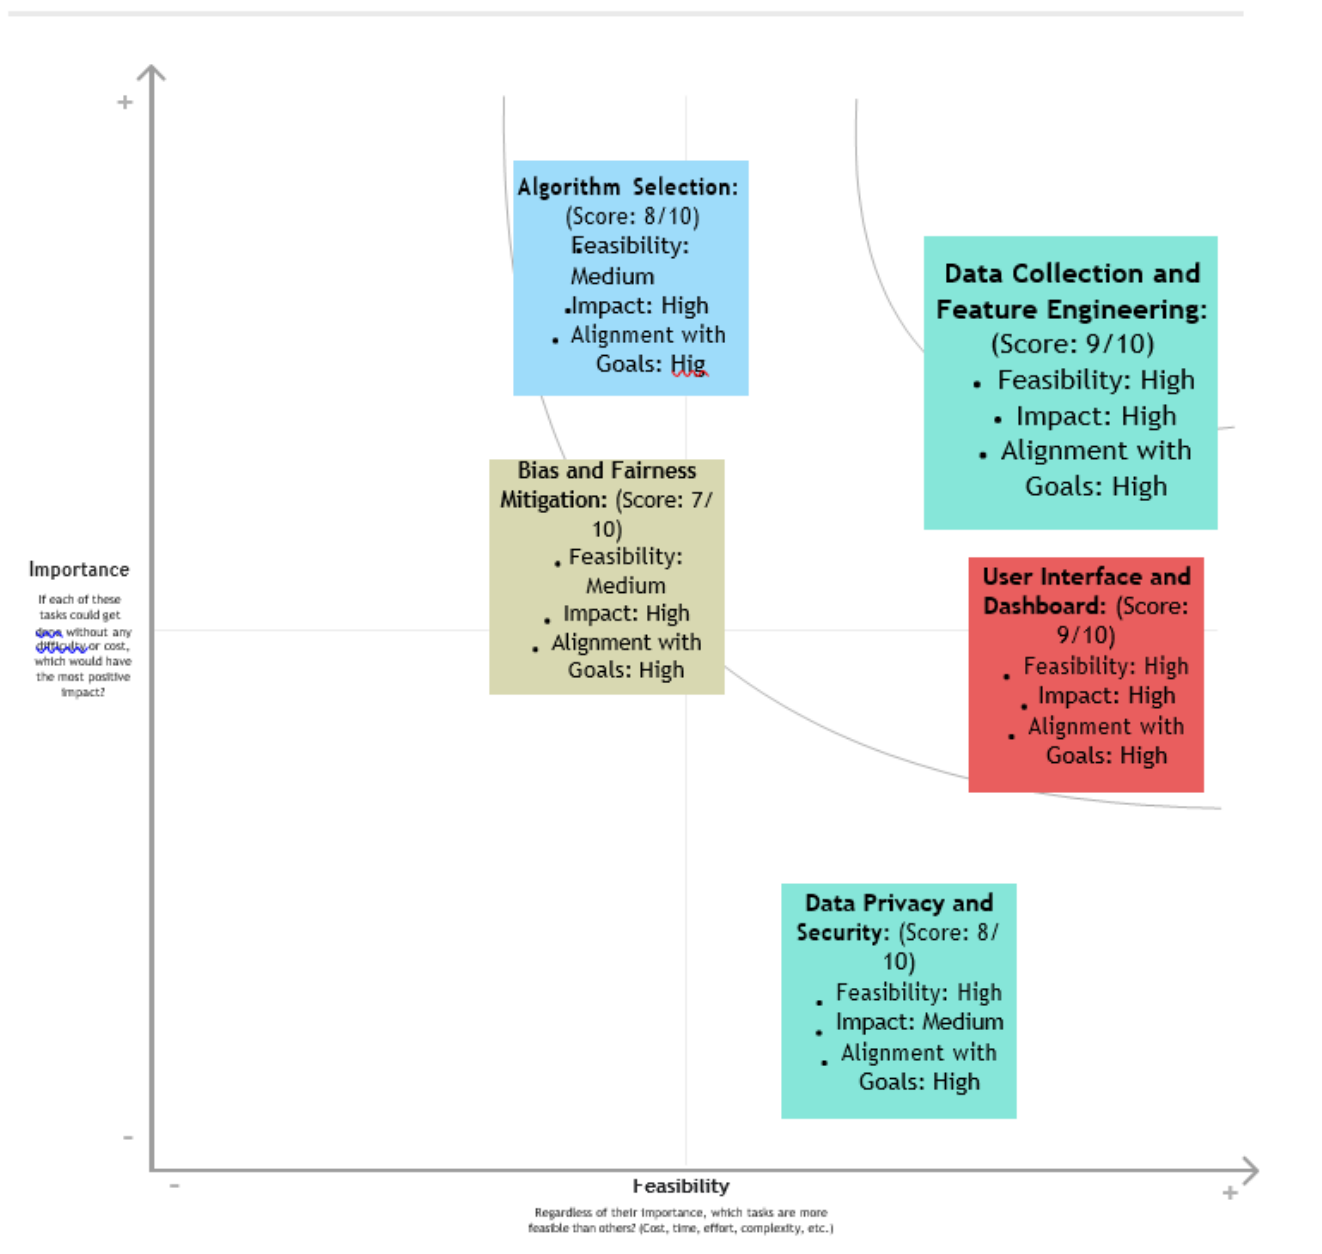 +
Algorithm Selection:
(Score: 8/10)
Feasibility:
Medium
Impact: High
Alignment with
Goals: Hig
Data Collection and
Feature Engineering:
(Score: 9/10)
• Feasibility: High
• Impact: High
• Alignment with
Goals: High
Bias and Fairness
Mitigation: (Score: 7/
10)
• Feasibility:
Medium
• Impact: High
• Alignment with
Goals: High
User Interface and
Dashboard: (Score:
9/10)
• Feasibility: High
• Impact: High
• Alignment with
Goals: High
Importance
If each of these
tasks could get
done without any
difficulty or cost,
which would have
the most positive
impact?
Data Privacy and
Security: (Score: 8/
10)
• Feasibility: High
• Impact: Medium
• Alignment with
Goals: High
-
-
Feasibility
+
Regardless of their importance, which tasks are more
feasible than others? (Cost, time, effort, complexity, etc.)